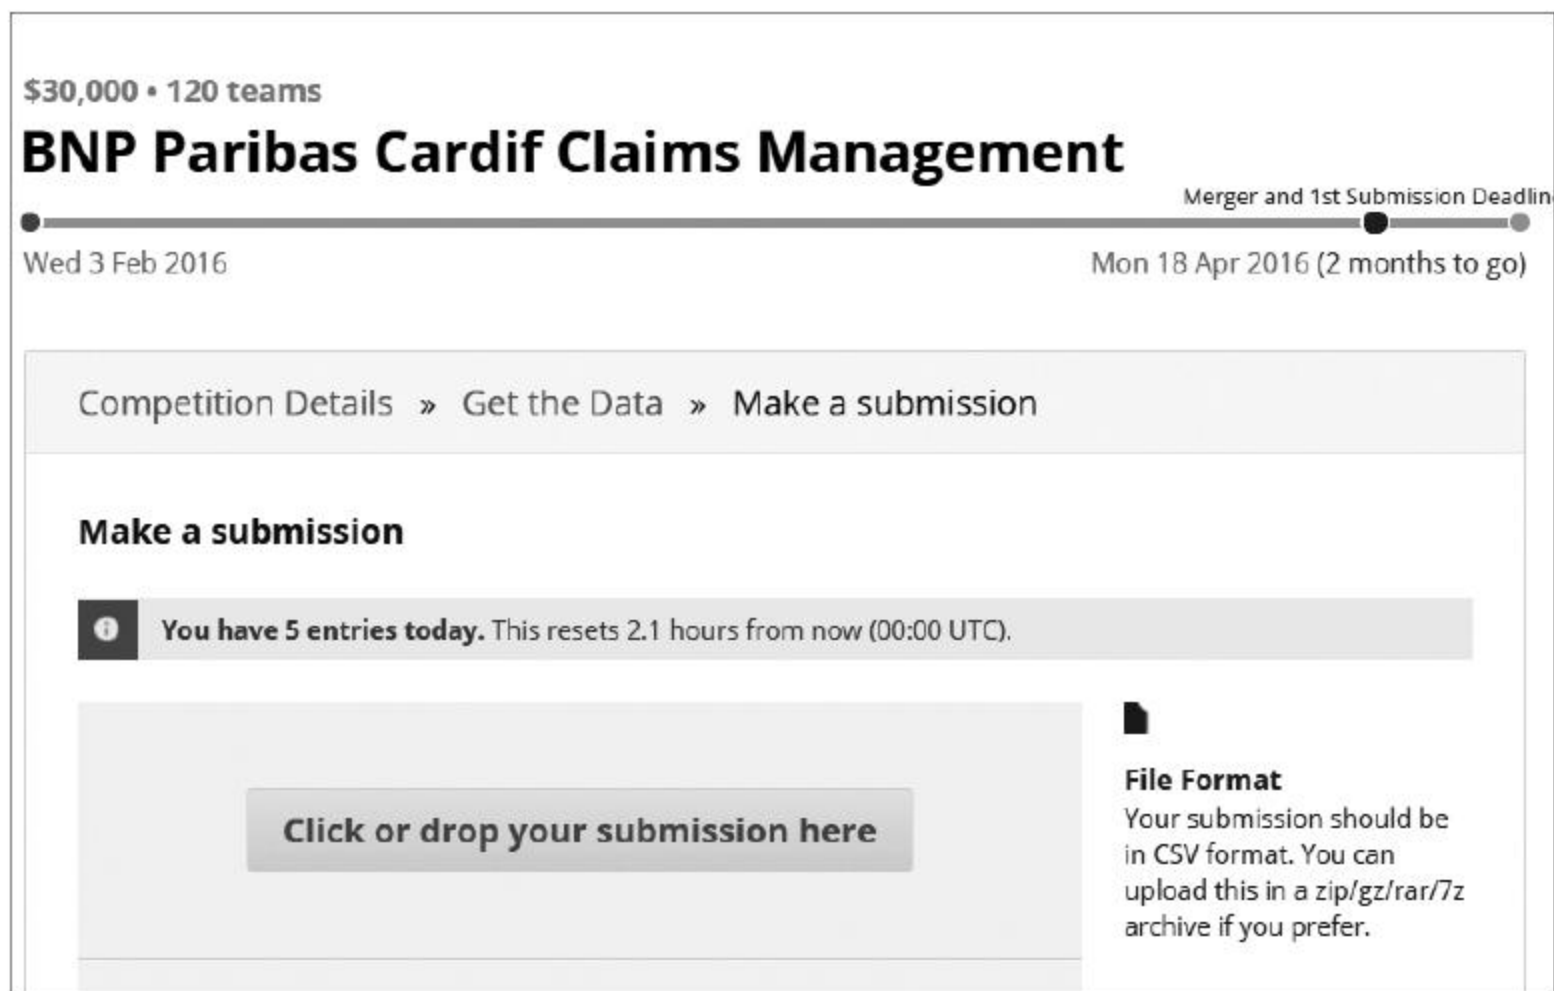 $30,000 • 120 teams
BNP Paribas Cardif Claims Management
Merger and 1st Submission Deadlin
Wed 3 Feb 2016
Mon 18 Apr 2016 (2 months to go)
Competition Details » Get the Data » Make a submission
Make a submission
You have 5 entries today. This resets 2.1 hours from now (00:00 UTC).
Click or drop your submission here
File Format
Your submission should be
in CSV format. You can
upload this in a zip/gz/rar/7z
archive if you prefer.